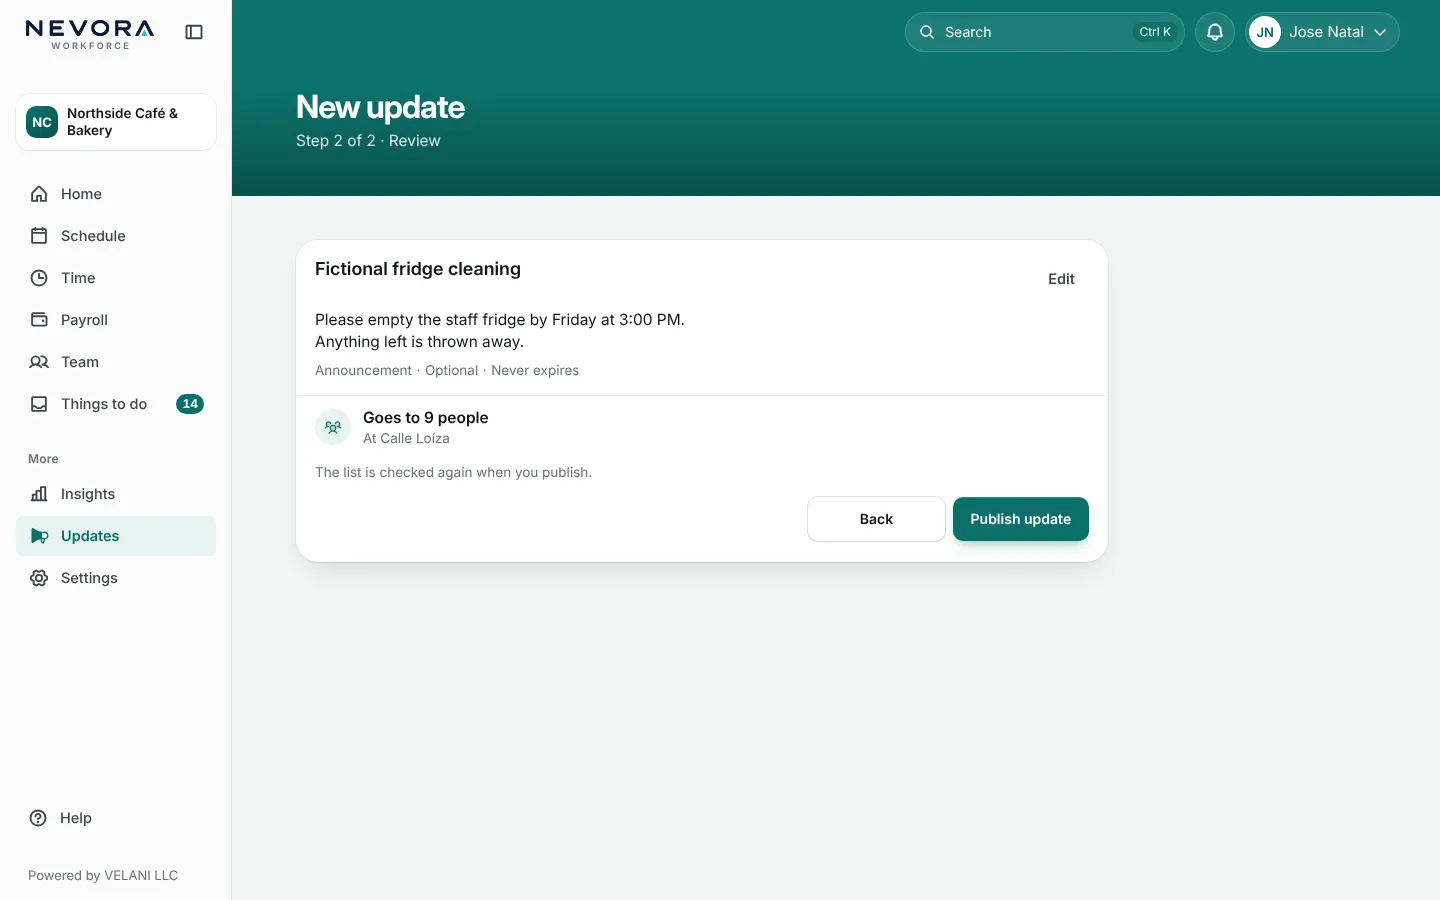 NEVORA
WORKFORCE
Search
Ctrl K
JN
Jose Natal
NC
Northside Café &
Bakery
New update
Step 2 of 2 · Review
Home
Schedule
Time
Payroll
Team
Things to do
14
More
Insights
Updates
Settings
Help
Powered by VELANI LLC
Fictional fridge cleaning
Edit
Please empty the staff fridge by Friday at 3:00 PM.
Anything left is thrown away.
Announcement · Optional · Never expires
Goes to 9 people
At Calle Loíza
The list is checked again when you publish.
Back
Publish update